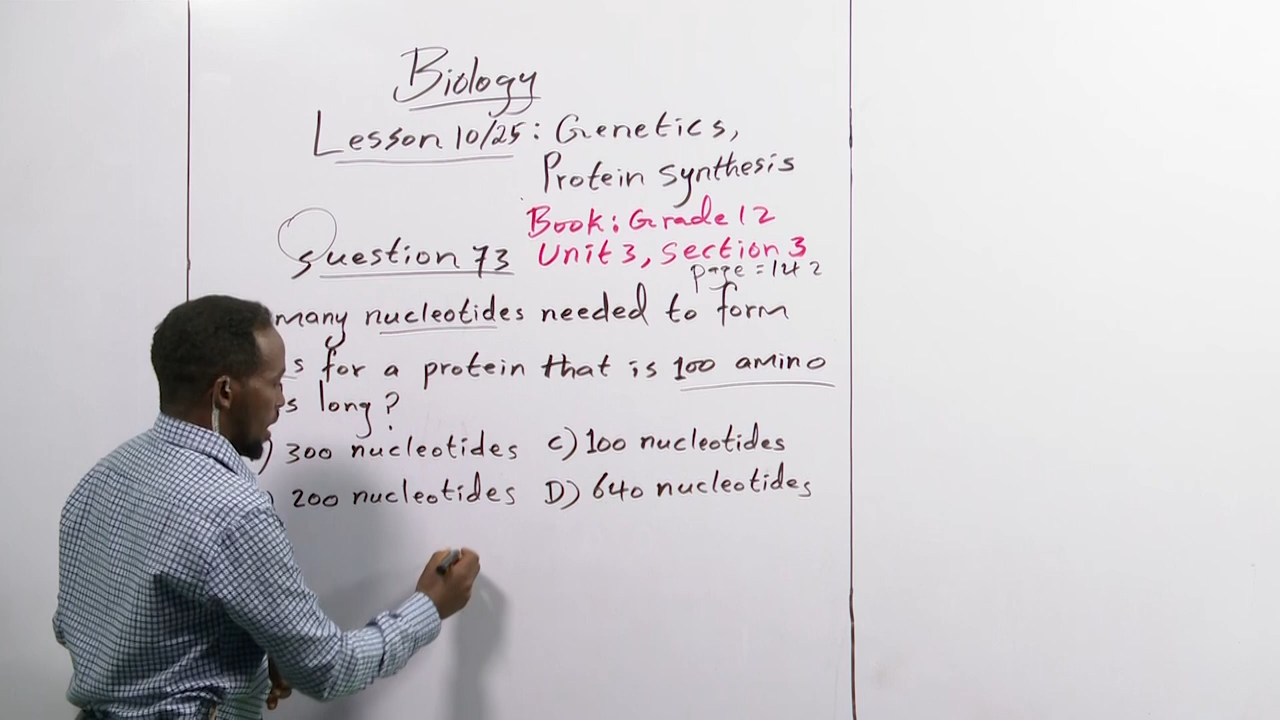 Biology
Lesson 10/25: Genetics,
Protein synthesis
Book: Grade 12
Question 73 Unit 3, Section 3
page = 142
many nucleotides needed to form
for a protein that is 100 amino
long?
300 nucleotides C) 100 nucleotides
200 nucleotides D) 640 nucleotides